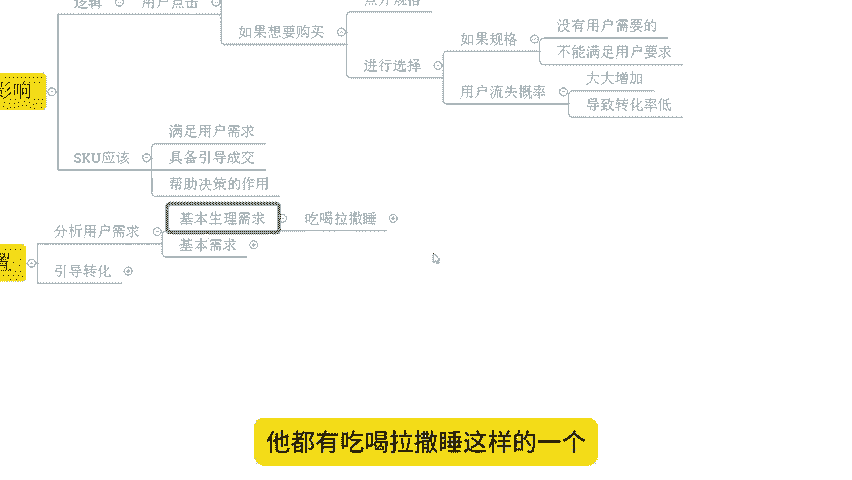 逻辑
用户点击
点开规格
如果想要购买
没有用户需要的
如果规格
不能满足用户要求
进行选择
大大增加
用户流失概率
导致转化率低
影响
满足用户需求
SKU应该
具备引导成交
帮助决策的作用
基本生理需求
吃喝拉撒睡
分析用户需求
基本需求
置
引导转化
他都有吃喝拉撒睡这样的一个